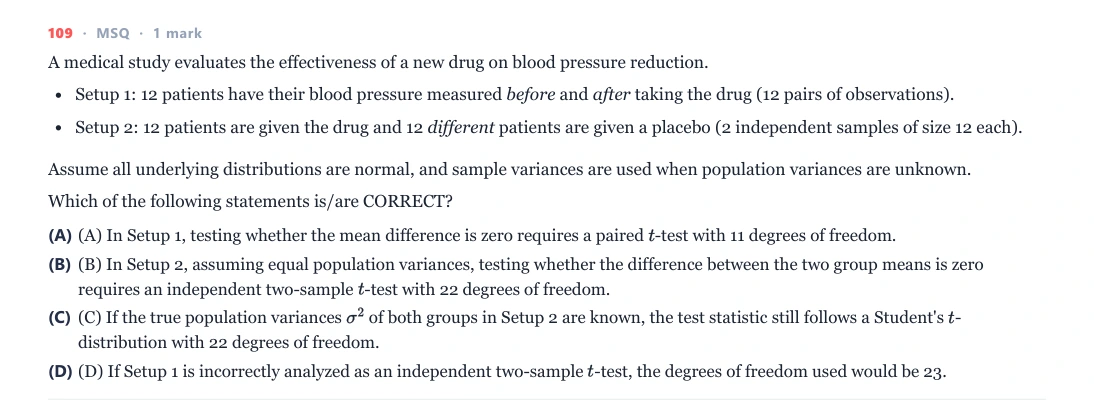 109 · MSQ · 1 mark
A medical study evaluates the effectiveness of a new drug on blood pressure reduction.
• Setup 1: 12 patients have their blood pressure measured before and after taking the drug (12 pairs of observations).
• Setup 2: 12 patients are given the drug and 12 different patients are given a placebo (2 independent samples of size 12 each).
Assume all underlying distributions are normal, and sample variances are used when population variances are unknown.
Which of the following statements is/are CORRECT?
(A) (A) In Setup 1, testing whether the mean difference is zero requires a paired t-test with 11 degrees of freedom.
(B) (B) In Setup 2, assuming equal population variances, testing whether the difference between the two group means is zero
requires an independent two-sample t-test with 22 degrees of freedom.
(C) (C) If the true population variances σ² of both groups in Setup 2 are known, the test statistic still follows a Student's t-
distribution with 22 degrees of freedom.
(D) (D) If Setup 1 is incorrectly analyzed as an independent two-sample t-test, the degrees of freedom used would be 23.